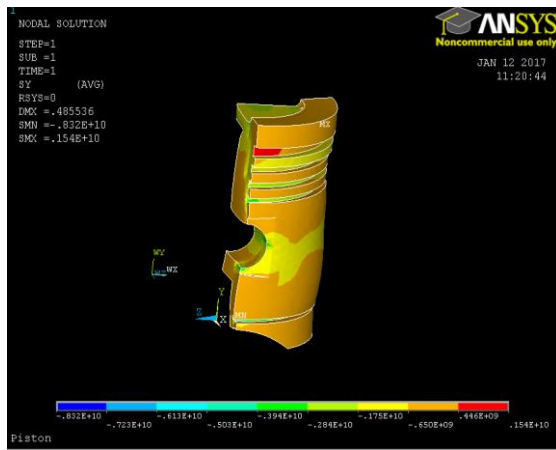 1
NODAL SOLUTION
STEP=1
SUB =1
TIME=1
SY (AVG)
RSYS=0
DMX =.485536
SMN =-.832E+10
SMX =.154E+10
ANSYS
Noncommercial use only
JAN 12 2017
11:20:44
MX
WY
WX
Y
Z X
MN
-.832E+10 -.613E+10 -.394E+10 -.175E+10 .446E+09
-.723E+10 -.503E+10 -.284E+10 -.650E+09 .154E+10
Piston